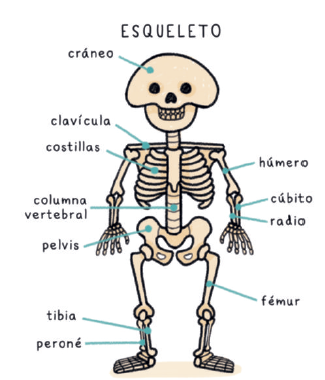 ESQUELETO
cráneo
clavícula
costillas
columna
vertebral
pelvis
tibia
peroné
húmero
cúbito
radio
fémur